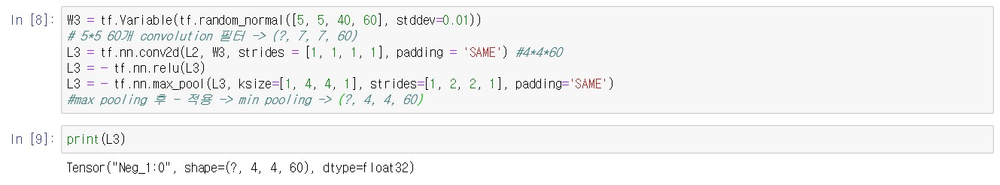 In [8]: W3 = tf.Variable(tf.random_normal([5, 5, 40, 60], stddev=0.01))
# 5*5 60개 convolution 필터 -> (?, 7, 7, 60)
L3 = tf.nn.conv2d(L2, W3, strides = [1, 1, 1, 1], padding = 'SAME') #4*4*60
L3 = - tf.nn.relu(L3)
L3 = - tf.nn.max_pool(L3, ksize=[1, 4, 4, 1], strides=[1, 2, 2, 1], padding='SAME')
#max pooling 후 - 적용 -> min pooling -> (?, 4, 4, 60)
In [9]: print(L3)
Tensor("Neg_1:0", shape=(?, 4, 4, 60), dtype=float32)